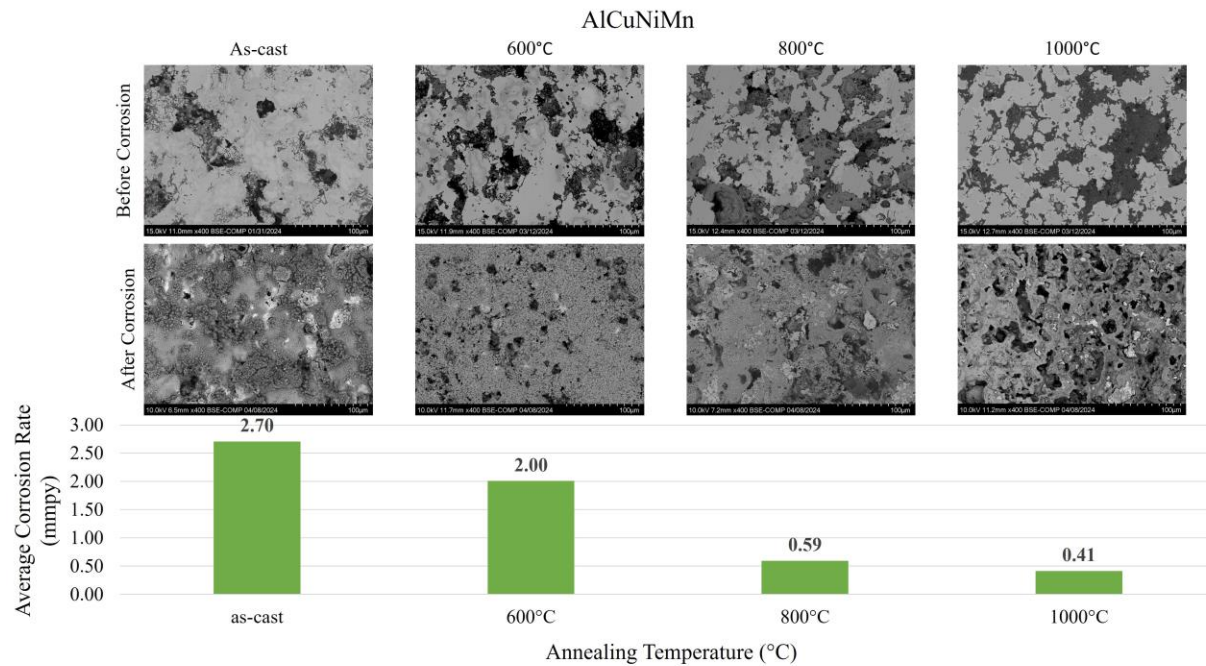 AlCuNiMn
As-cast
600°C
800°C
1000°C
Before Corrosion
15.0kV 11.0mm x400 BSE-COMP 01/31/2024 100µm
15.0kV 11.9mm x400 BSE-COMP 03/12/2024 100µm
15.0kV 12.4mm x400 BSE-COMP 03/12/2024 100µm
15.0kV 12.7mm x400 BSE-COMP 03/12/2024 100µm
After Corrosion
10.0kV 6.5mm x400 BSE-COMP 04/08/2024 100µm
10.0kV 11.7mm x400 BSE-COMP 04/08/2024 100µm
10.0kV 7.2mm x400 BSE-COMP 04/08/2024 100µm
10.0kV 11.2mm x400 BSE-COMP 04/08/2024 100µm
Average Corrosion Rate
(mmpy)
3.00
2.50
2.00
1.50
1.00
0.50
0.00
2.70
2.00
0.59
0.41
as-cast
600°C
800°C
1000°C
Annealing Temperature (°C)